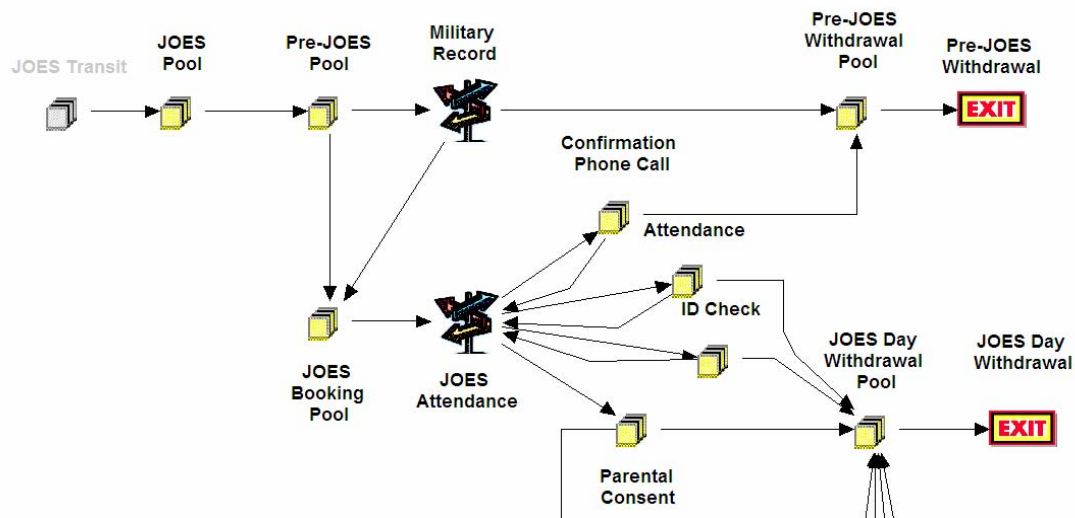 JOES Transit
JOES
Pool
Pre-JOES
Pool
Military
Record
Pre-JOES
Withdrawal
Pool
Pre-JOES
Withdrawal
EXIT
Confirmation
Phone Call
Attendance
ID Check
JOES
Booking
Pool
JOES
Attendance
JOES Day
Withdrawal
Pool
JOES Day
Withdrawal
EXIT
Parental
Consent